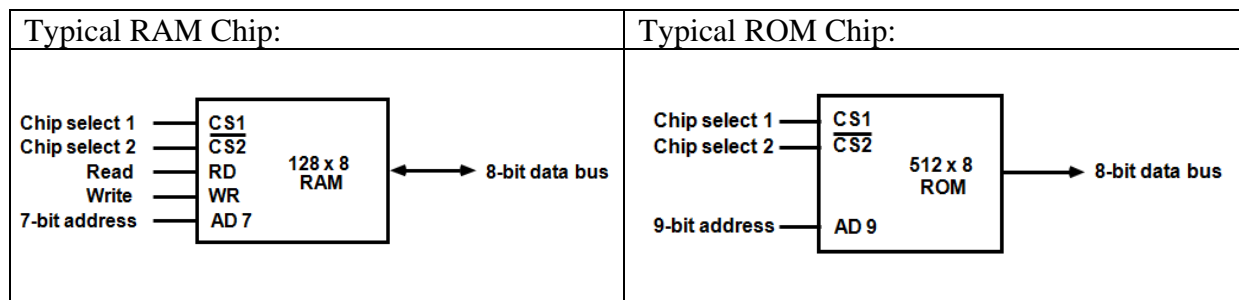 Typical RAM Chip:
Typical ROM Chip:
Chip select 1
Chip select 2
Read
Write
7-bit address
CS1
CS2
RD
WR
AD 7
128 x 8
RAM
8-bit data bus
Chip select 1
Chip select 2
9-bit address
CS1
CS2
AD 9
512 x 8
ROM
8-bit data bus